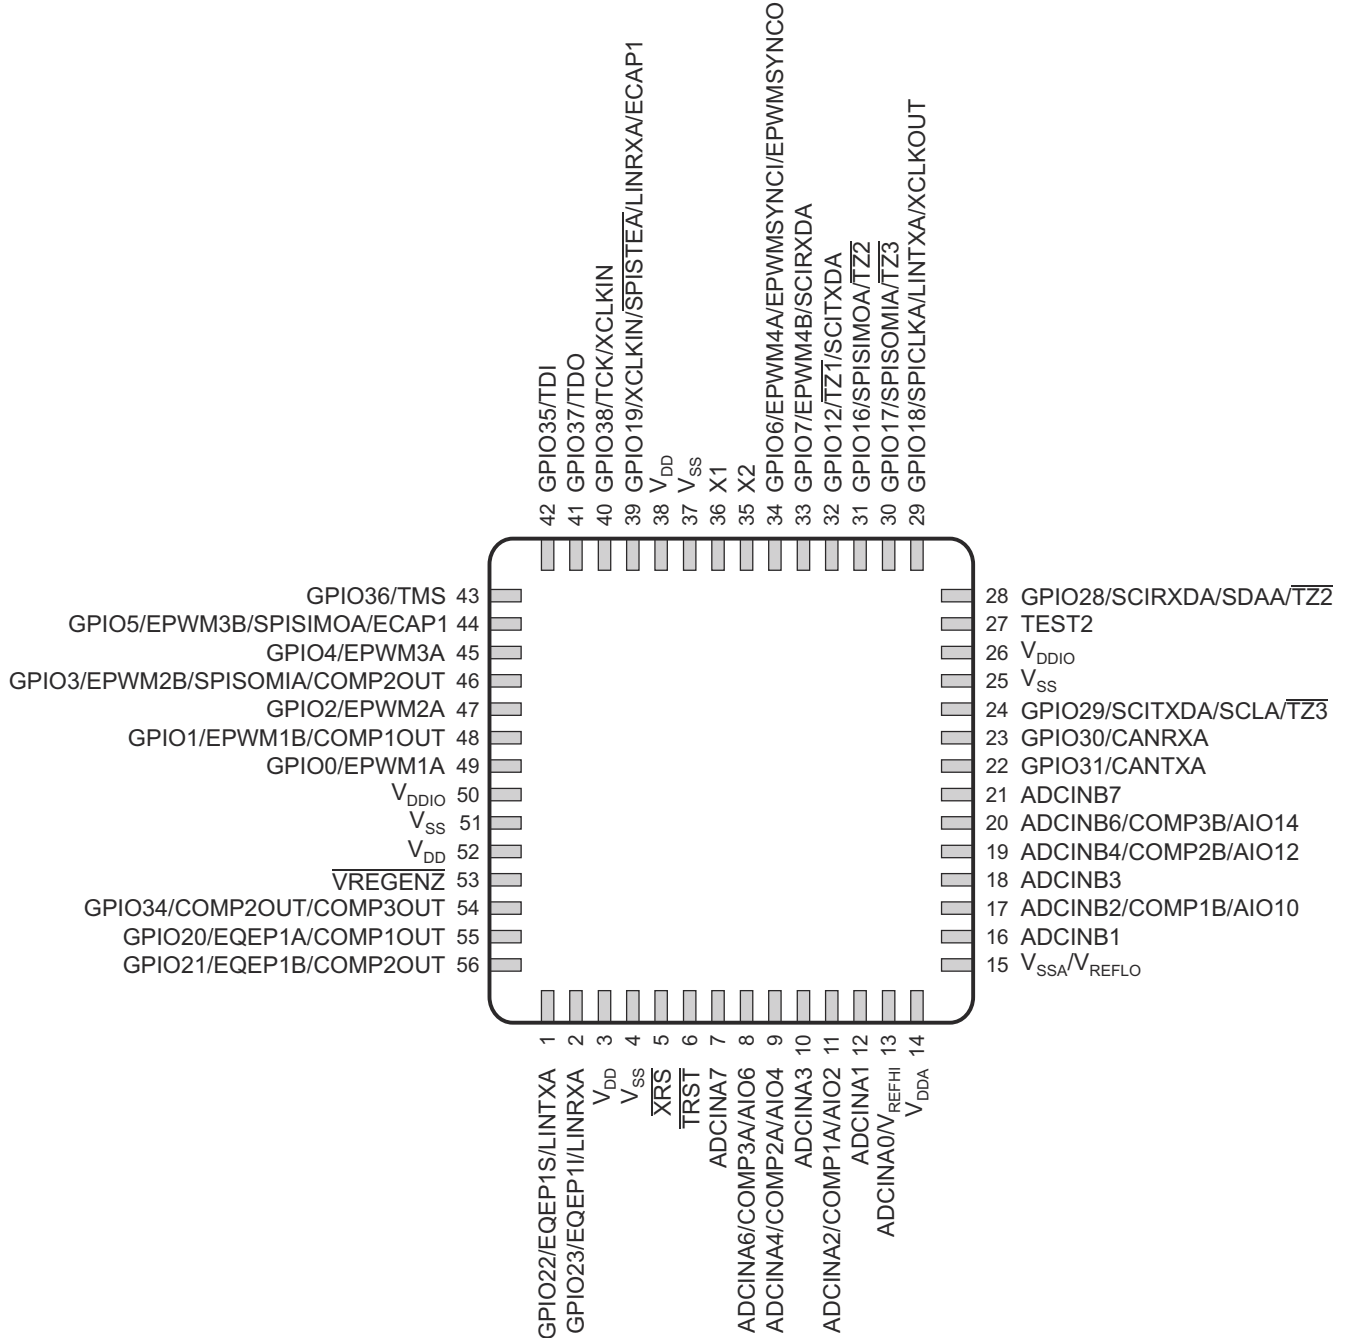 42 GPIO35/TDI
41 GPIO37/TDO
40 GPIO38/TCK/XCLKIN
39 GPIO19/XCLKIN/SPISTEA/LINRXA/ECAP1
38 VDD
37 VSS
36 X1
35 X2
34 GPIO6/EPWM4A/EPWMSYNCI/EPWMSYNCO
33 GPIO7/EPWM4B/SCIRXDA
32 GPIO12/TZ1/SCITXDA
31 GPIO16/SPISIMOA/TZ2
30 GPIO17/SPISOMIA/TZ3
29 GPIO18/SPICLKA/LINTXA/XCLKOUT
GPIO36/TMS 43
GPIO5/EPWM3B/SPISIMOA/ECAP1 44
GPIO4/EPWM3A 45
GPIO3/EPWM2B/SPISOMIA/COMP2OUT 46
GPIO2/EPWM2A 47
GPIO1/EPWM1B/COMP1OUT 48
GPIO0/EPWM1A 49
VDDIO 50
VSS 51
VDD 52
VREGENZ 53
GPIO34/COMP2OUT/COMP3OUT 54
GPIO20/EQEP1A/COMP1OUT 55
GPIO21/EQEP1B/COMP2OUT 56
28 GPIO28/SCIRXDA/SDAA/TZ2
27 TEST2
26 VDDIO
25 VSS
24 GPIO29/SCITXDA/SCLA/TZ3
23 GPIO30/CANRXA
22 GPIO31/CANTXA
21 ADCINB7
20 ADCINB6/COMP3B/AIO14
19 ADCINB4/COMP2B/AIO12
18 ADCINB3
17 ADCINB2/COMP1B/AIO10
16 ADCINB1
15 VSSA/VREFLO
1 GPIO22/EQEP1S/LINTXA
2 GPIO23/EQEP1I/LINRXA
3 VDD
4 VSS
5 XRS
6 TRST
7 ADCINA7
8 ADCINA6/COMP3A/AIO6
9 ADCINA4/COMP2A/AIO4
10 ADCINA3
11 ADCINA2/COMP1A/AIO2
12 ADCINA1
13 ADCINA0/VREFHI
14 VDDA